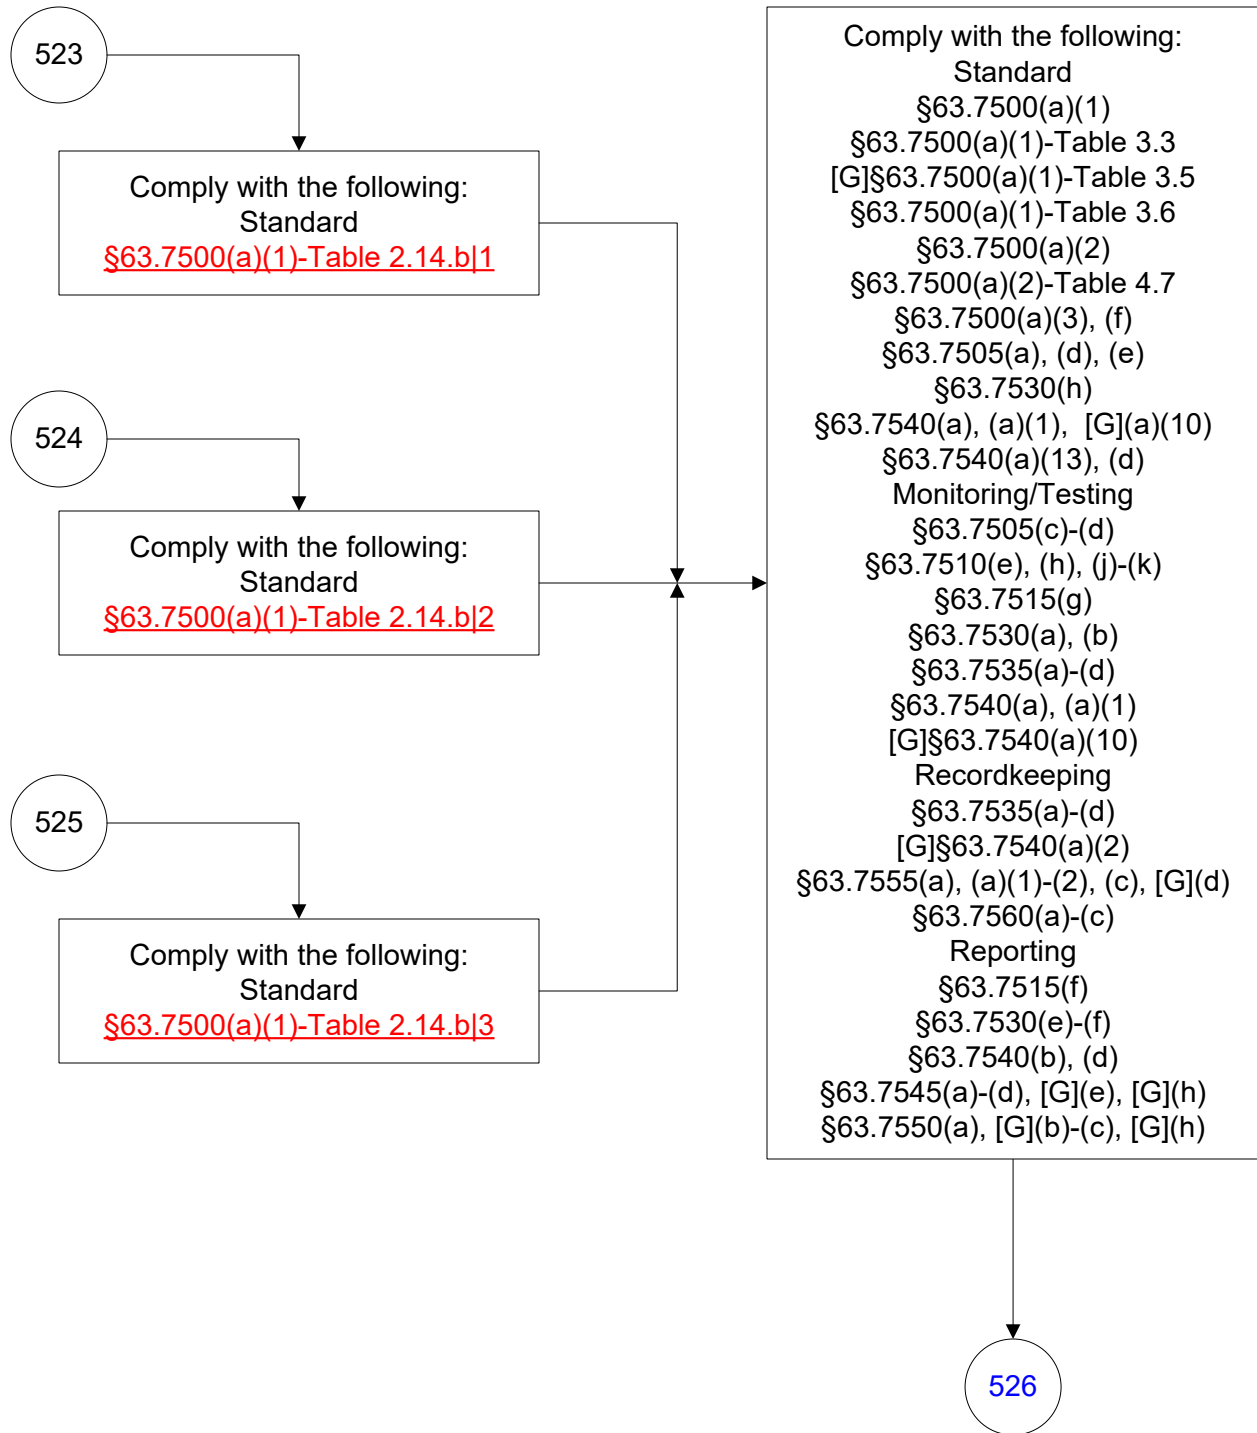 523
Comply with the following:
Standard
§63.7500(a)(1)-Table 2.14.b|1
524
Comply with the following:
Standard
§63.7500(a)(1)-Table 2.14.b|2
525
Comply with the following:
Standard
§63.7500(a)(1)-Table 2.14.b|3
Comply with the following:
Standard
§63.7500(a)(1)
§63.7500(a)(1)-Table 3.3
[G]§63.7500(a)(1)-Table 3.5
§63.7500(a)(1)-Table 3.6
§63.7500(a)(2)
§63.7500(a)(2)-Table 4.7
§63.7500(a)(3), (f)
§63.7505(a), (d), (e)
§63.7530(h)
§63.7540(a), (a)(1), [G](a)(10)
§63.7540(a)(13), (d)
Monitoring/Testing
§63.7505(c)-(d)
§63.7510(e), (h), (j)-(k)
§63.7515(g)
§63.7530(a), (b)
§63.7535(a)-(d)
§63.7540(a), (a)(1)
[G]§63.7540(a)(10)
Recordkeeping
§63.7535(a)-(d)
[G]§63.7540(a)(2)
§63.7555(a), (a)(1)-(2), (c), [G](d)
§63.7560(a)-(c)
Reporting
§63.7515(f)
§63.7530(e)-(f)
§63.7540(b), (d)
§63.7545(a)-(d), [G](e), [G](h)
§63.7550(a), [G](b)-(c), [G](h)
526